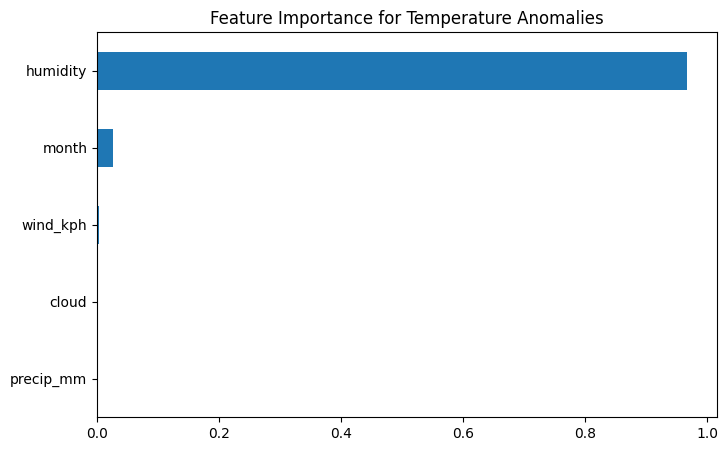 Feature Importance for Temperature Anomalies
humidity
month
wind_kph
cloud
precip_mm
0.0 0.2 0.4 0.6 0.8 1.0